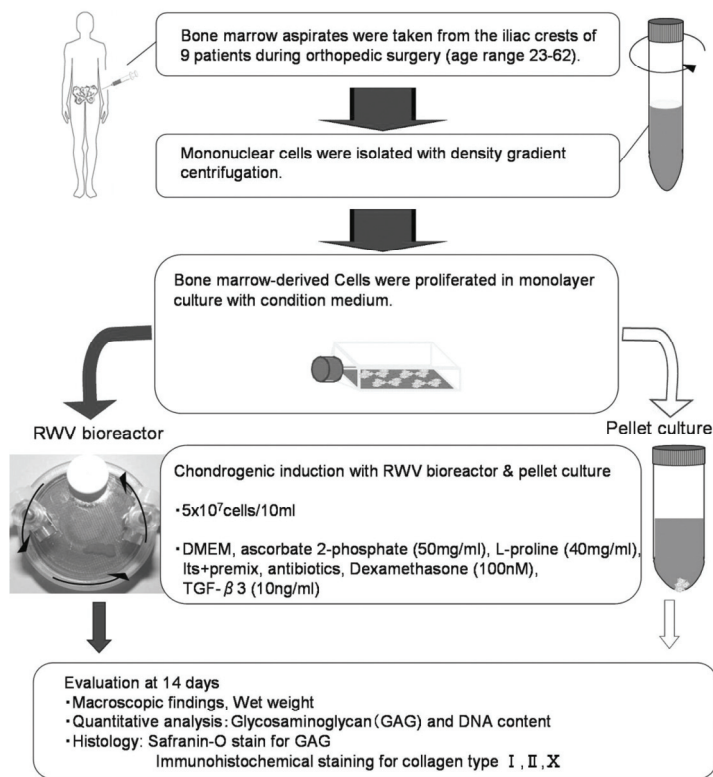 Bone marrow aspirates were taken from the iliac crests of
9 patients during orthopedic surgery (age range 23-62).
Mononuclear cells were isolated with density gradient
centrifugation.
Bone marrow-derived Cells were proliferated in monolayer
culture with condition medium.
RWV bioreactor
Pellet culture
Chondrogenic induction with RWV bioreactor & pellet culture
・5x10⁷cells/10ml
・DMEM, ascorbate 2-phosphate (50mg/ml), L-proline (40mg/ml),
Its+premix, antibiotics, Dexamethasone (100nM),
TGF-β3 (10ng/ml)
Evaluation at 14 days
・Macroscopic findings, Wet weight
・Quantitative analysis:Glycosaminoglycan(GAG) and DNA content
・Histology: Safranin-O stain for GAG
Immunohistochemical staining for collagen type Ⅰ,Ⅱ,Ⅹ